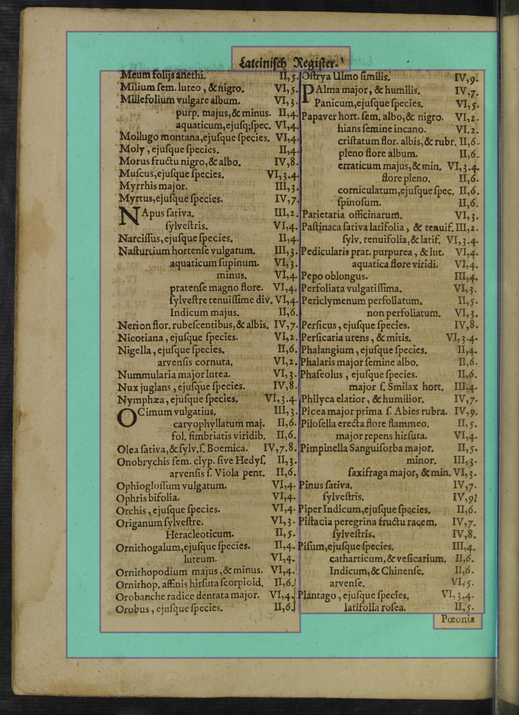 Lateinisch Register.
Meum folijs anethi. II,5.
Milium sem. luteo, & nigro. VI,5.
Millefolium vulgare album. VI,3.
purp. majus, & minus. II,4.
aquaticum, ejusq; spec. VI,4.
Mollugo montana, ejusque species. VI,4.
Moly, ejusque species. II,4.
Morus fructu nigro, & albo. IV,8.
Muscus, ejusque species. VI,3.4.
Myrrhis major. III,3.
Myrtus, ejusque species. IV,7.
NApus sativa. III,2.
sylvestris. VI,4.
Narcissus, ejusque species. II,4.
Nasturtium hortense vulgatum. III,3.
aquaticum supinum. VI,3.
minus. VI,4.
pratense magno flore. VI,4.
sylvestre tenuissime div. VI,4.
Indicum majus. II,6.
Nerion flor. rubescentibus, & albis. IV,7.
Nicotiana, ejusque species. VI,2.
Nigella, ejusque species. II,6.
arvensis cornuta. VI,2.
Nummularia major lutea. VI,3.
Nux juglans, ejusque species. IV,8.
Nymphæa, ejusque species. VI,3.4.
OCimum vulgatius. III,3.
caryophyllatum maj. II,6.
fol. fimbriatis viridib. II,6.
Olea sativa, & sylv. s. Boemica. IV,7.8.
Onobrychis sem. clyp. sive Hedys. II,3.
arvensis s. Viola pent. II,6.
Ophioglossum vulgatum. VI,4.
Ophris bifolia. VI,4.
Orchis, ejusque species. VI,4.
Origanum sylvestre. VI,3.
Heracleoticum. II,5.
Ornithogalum, ejusque species. II,4.
luteum. VI,4.
Ornithopodium majus, & minus. VI,4.
Ornithop. affinis hirsuta scorpioid. II,6.
Orobanche radice dentata major. VI,4.
Orobus, ejusque species. II,6.
Ostrya Ulmo similis. IV,9.
PAlma major, & humilis. IV,7.
Panicum, ejusque species. VI,5.
Papaver hort. sem. albo, & nigro. VI,2.
hians semine incano. VI.2.
cristatum flor. albis, & rubr. II,6.
pleno flore album. II,6.
erraticum majus, & min. VI,3.4.
flore pleno. II,6.
corniculatum, ejusque spec. II,6.
spinosum. II,6.
Parietaria officinarum. VI,3.
Pastinaca sativa latifolia, & tenuif. III,2.
sylv. tenuifolia, & latif. VI,3.4.
Pedicularis prat. purpurea, & lut. VI,4.
aquatica flore viridi. VI,4.
Pepo oblongus. III,4.
Perfoliata vulgatissima. VI,3.
Periclymenum perfoliatum. II,5.
non perfoliatum. VI,3.
Persicus, ejusque species. IV,8.
Persicaria urens, & mitis. VI,3.4.
Phalangium, ejusque species. II,4.
Phalaris major semine albo. II,6.
Phaseolus, ejusque species. II,6.
major s. Smilax hort. III,4.
Philyca elatior, & humilior. IV,7.
Picea major prima s. Abies rubra. IV,9.
Pilosella erecta flore flammeo. II,5.
major repens hirsuta. VI,4.
Pimpinella Sanguisorba major. II,5.
minor. III,3.
saxifraga major, & min. VI,3.
Pinus sativa. IV,7.
sylvestris. IV,9.
Piper Indicum, ejusque species. II,6.
Pistacia peregrina fructu racem. IV,7.
sylvestris. IV,8.
Pisum, ejusque species. III,4.
catharticum, & vesicarium. II,6.
Indicum, & Chinense. II,6.
arvense. VI,5.
Plantago, ejusque species. VI,3.4.
latifolia rosea. II,5.
Pœonia